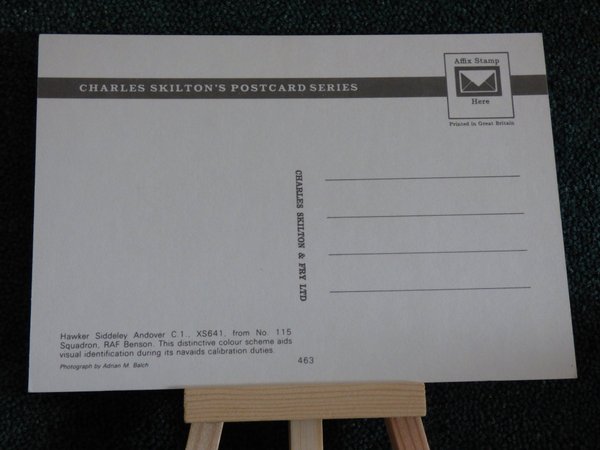 CHARLES SKILTON'S POSTCARD SERIES
Affix Stamp
Here
Printed in Great Britain
CHARLES SKILTON & FRY LTD
Hawker Siddeley Andover C.1., XS641, from No. 115
Squadron, RAF Benson. This distinctive colour scheme aids
visual identification during its navaids calibration duties.
Photograph by Adrian M. Balch
463